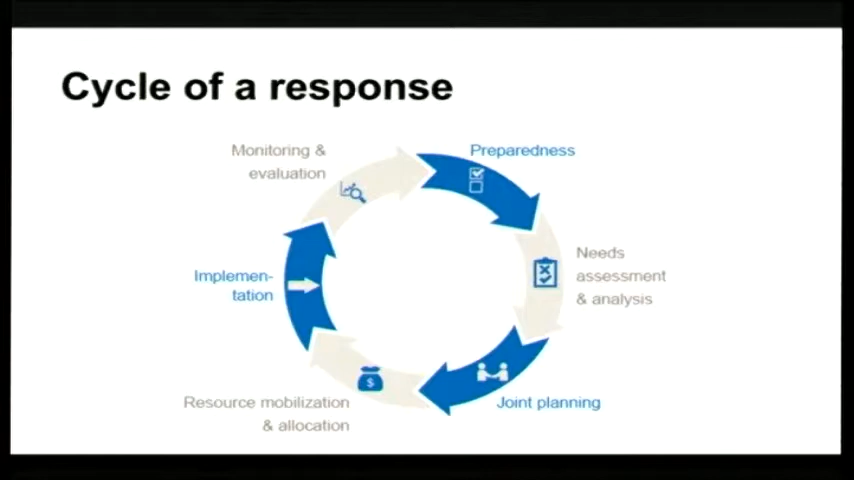 Cycle of a response
Monitoring &
evaluation
Preparedness
Needs
assessment
& analysis
Implemen-
tation
$
Resource mobilization
& allocation
Joint planning